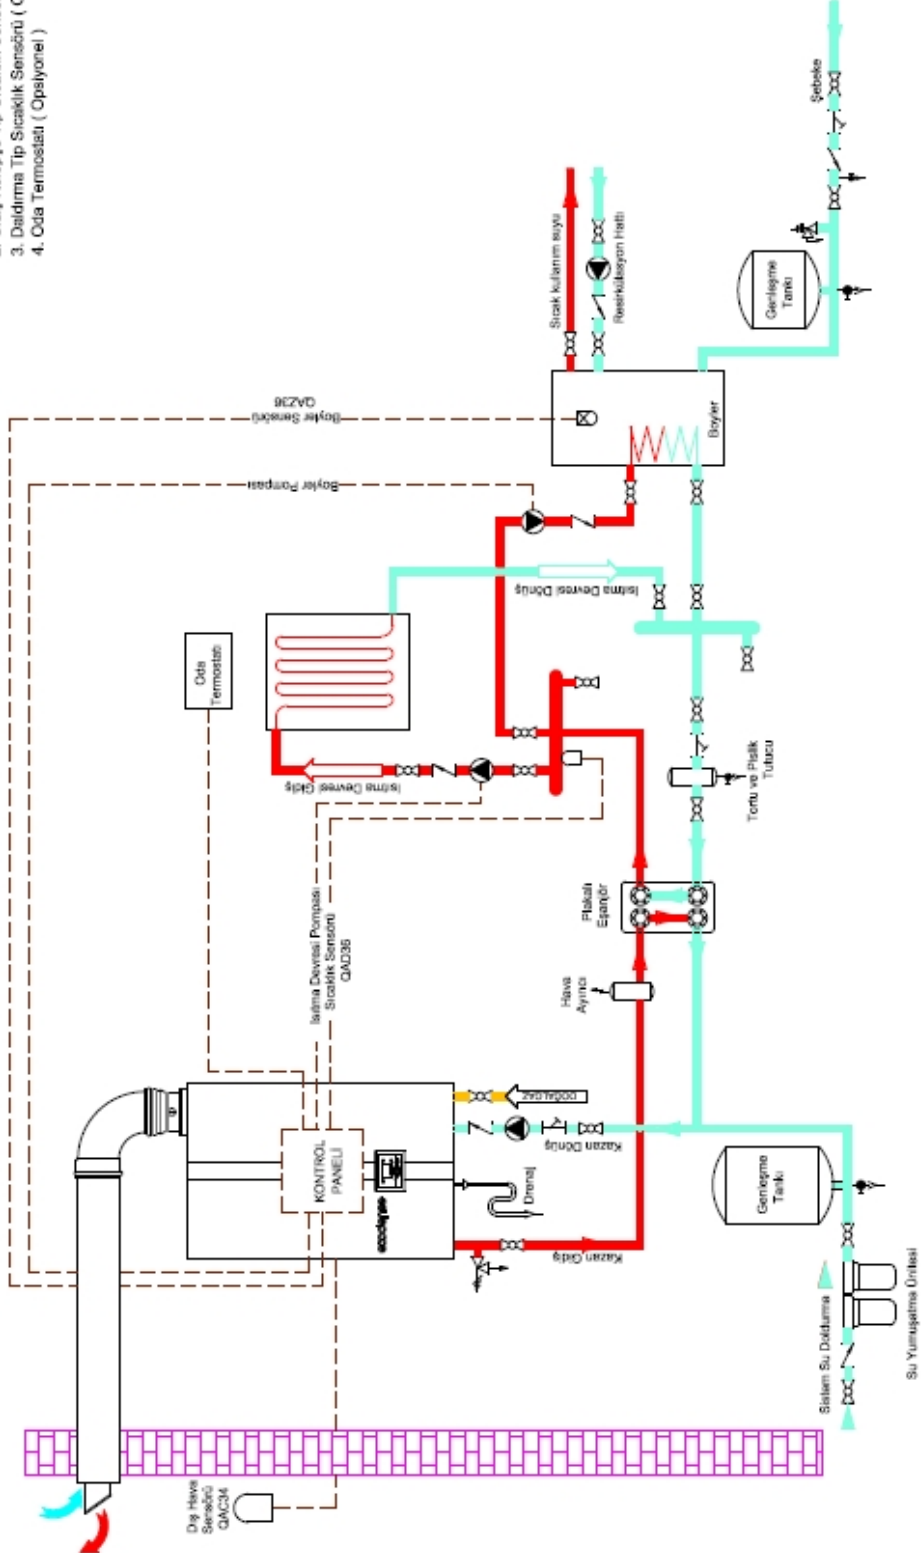 3. Daldırma Tip Sıcaklık Sensörü (
4. Oda Termostatı ( Opsiyonel )
Şebeke
Sıcak kullanım suyu
Resirkülasyon Hattı
Genleşme
Tankı
Boyler Sensörü
QAZ36
Boyler
Boyler Pompası
Isıtma Devresi Dönüş
Oda
Termostatı
Isıtma Devresi Gidiş
Tortu ve Pislik
Tutucu
Plakalı
Eşanjör
Isıtma Devresi Pompası
Sıcaklık Sensörü
QAD36
Hava
Ayırıcı
DOĞALGAZ
Kazan Dönüş
KONTROL
PANELİ
Drenaj
Kazan Gidiş
Genleşme
Tankı
Sistem Su Doldurma
Su Yumuşatma Ünitesi
Dış Hava
Sensörü
QAC34